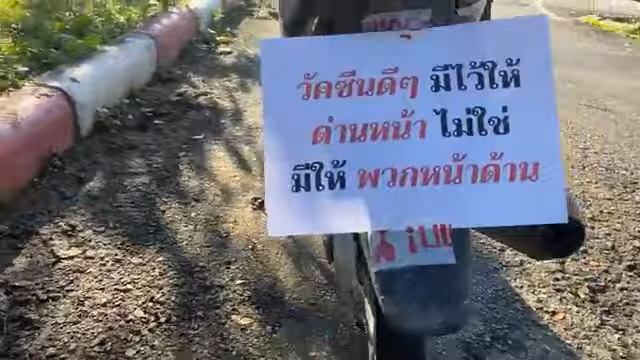 วัคซีนดีๆ มีไว้ให้
ด่านหน้า ไม่ใช่
มีให้ พวกหน้าด้าน